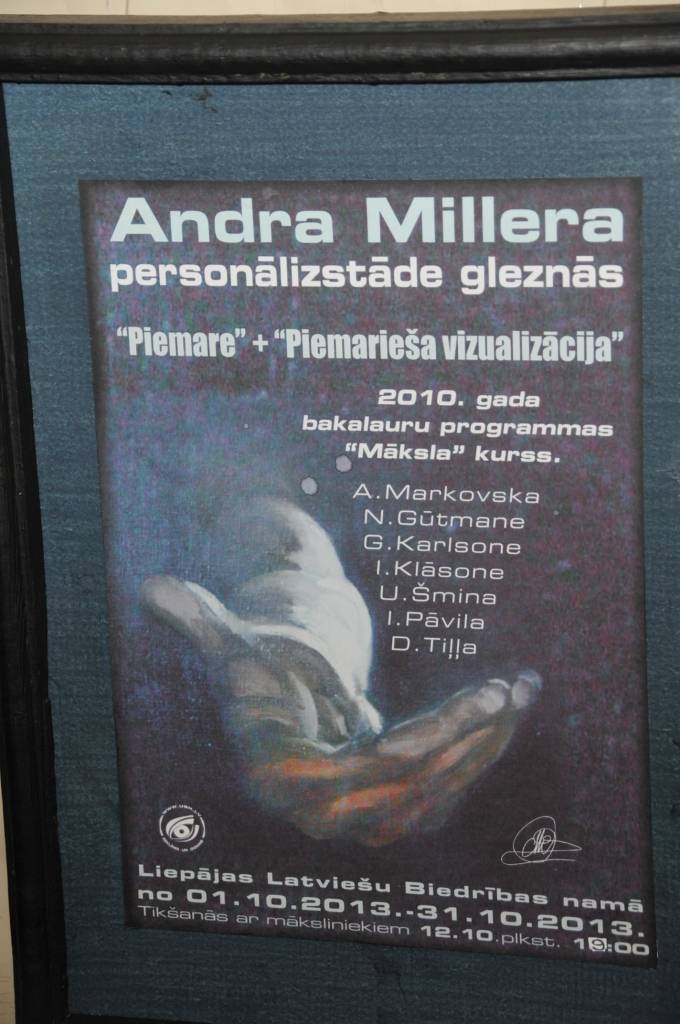 Andra Millera
personālizstāde gleznās
“Piemare” + “Piemarieša vizualizācija”
2010. gada
bakalauru programmas
“Māksla” kurss.
A.Markovska
N.Gūtmane
G.Karlsone
I.Klāsone
U.Šmina
I.Pāvila
D.Tiļļa
Liepājas Latviešu Biedrības namā
no 01.10.2013.-31.10.2013.
Tikšanās ar māksliniekiem 12.10.plkst. 19:00